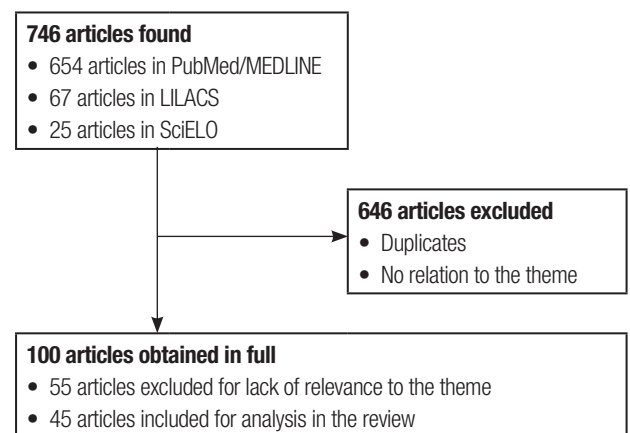 746 articles found
• 654 articles in PubMed/MEDLINE
• 67 articles in LILACS
• 25 articles in SciELO
646 articles excluded
• Duplicates
• No relation to the theme
100 articles obtained in full
• 55 articles excluded for lack of relevance to the theme
• 45 articles included for analysis in the review